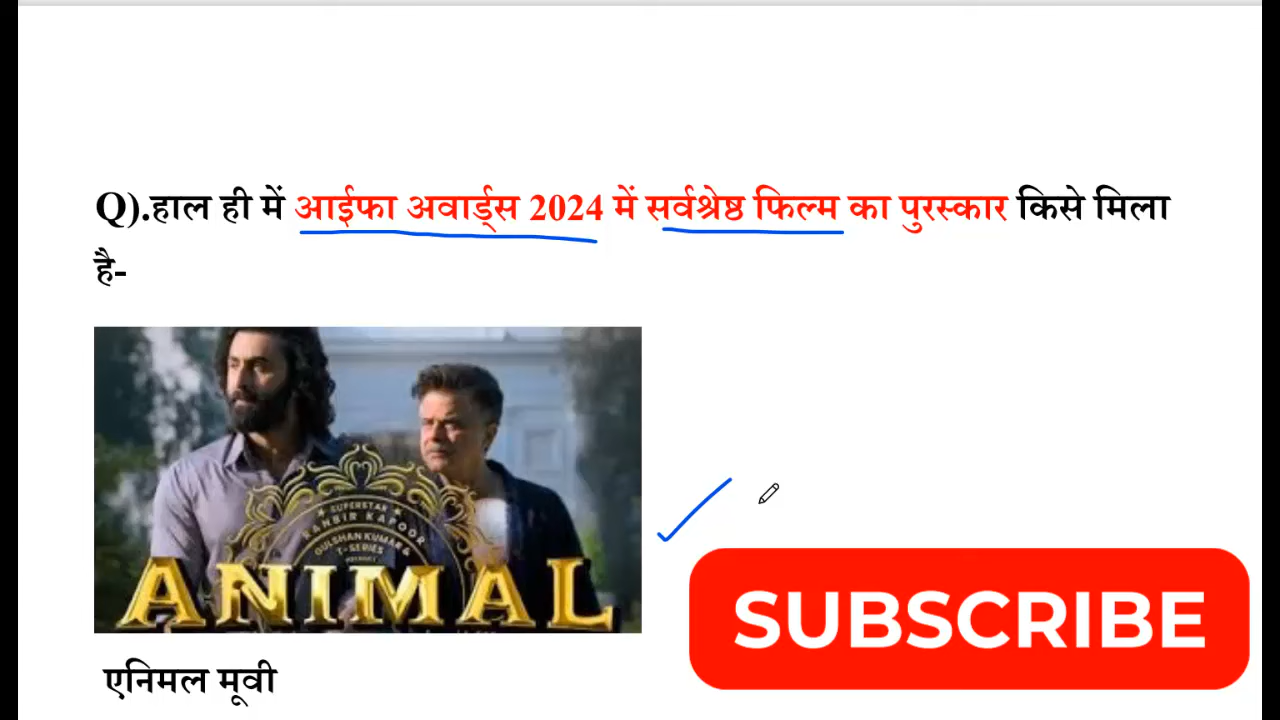 Q).हाल ही में आईफा अवार्ड्स 2024 में सर्वश्रेष्ठ फिल्म का पुरस्कार किसे मिला
है-
SUPERSTAR
RANBIR KAPOOR
GULSHAN KUMAR &
T-SERIES
ANIMAL
SUBSCRIBE
एनिमल मूवी